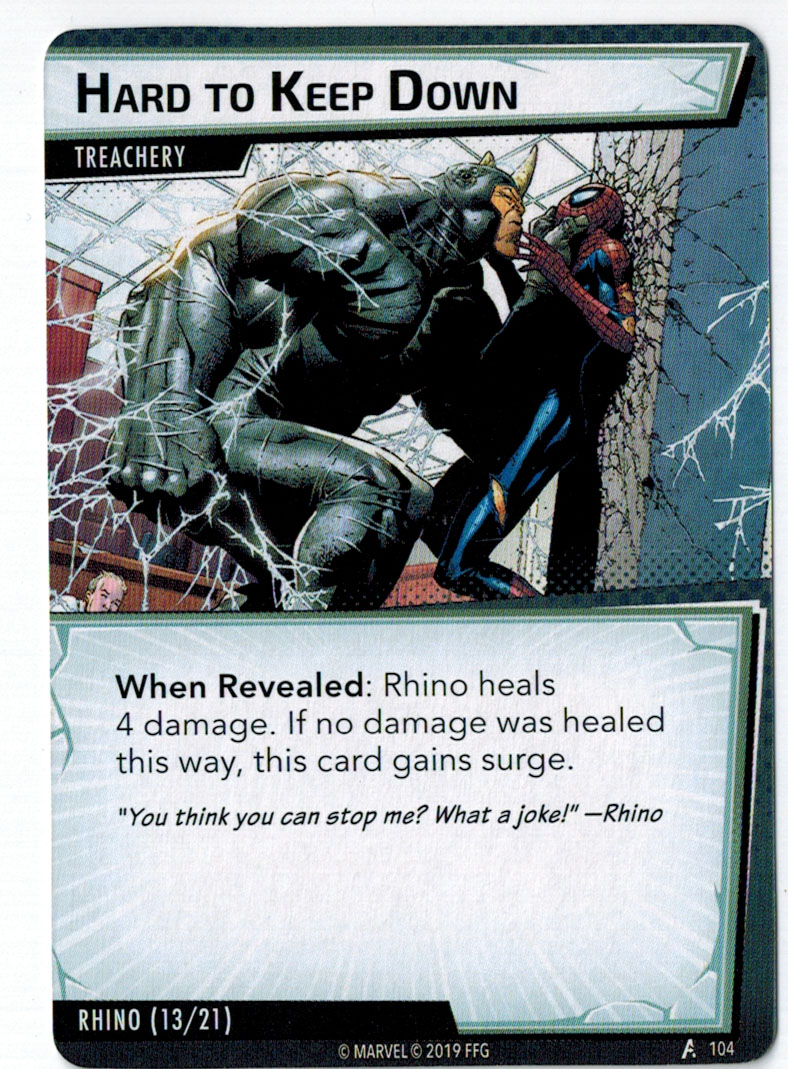 HARD TO KEEP DOWN
TREACHERY
When Revealed: Rhino heals
4 damage. If no damage was healed
this way, this card gains surge.
"You think you can stop me? What a joke!" —Rhino
RHINO (13/21)
© MARVEL © 2019 FFG
104